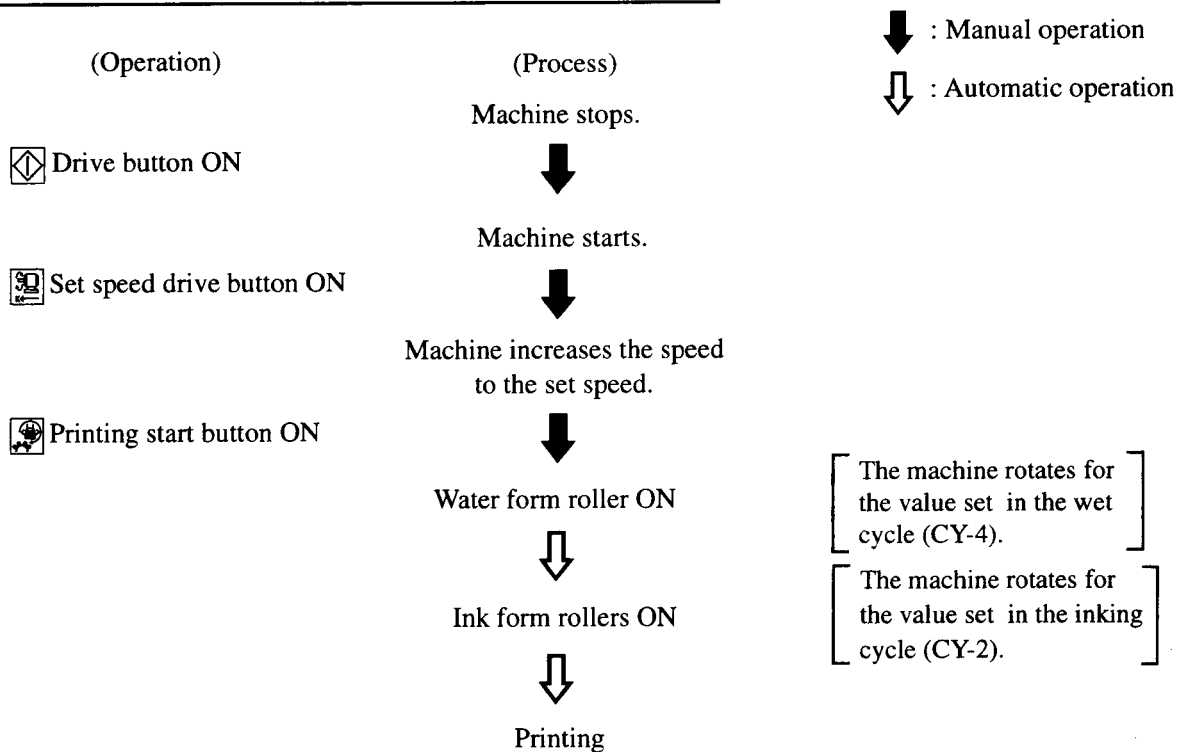 : Manual operation
: Automatic operation
(Operation)
(Process)
Machine stops.
Drive button ON
Machine starts.
Set speed drive button ON
Machine increases the speed
to the set speed.
Printing start button ON
Water form roller ON
The machine rotates for
the value set in the wet
cycle (CY-4).
Ink form rollers ON
The machine rotates for
the value set in the inking
cycle (CY-2).
Printing